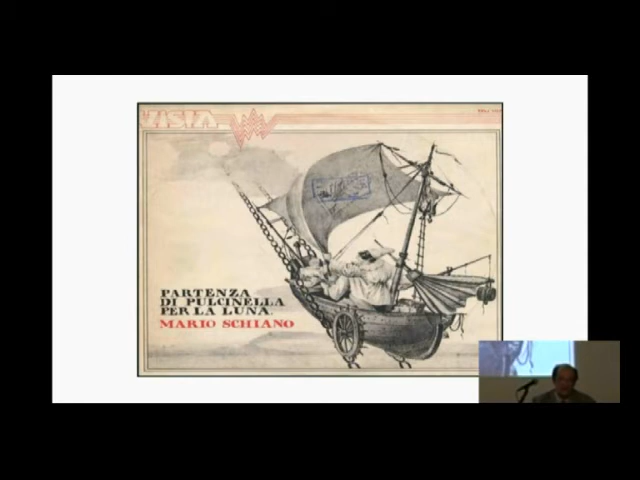 VISTA
PARTENZA
DI PULCINELLA
PER LA LUNA.
MARIO SCHIANO